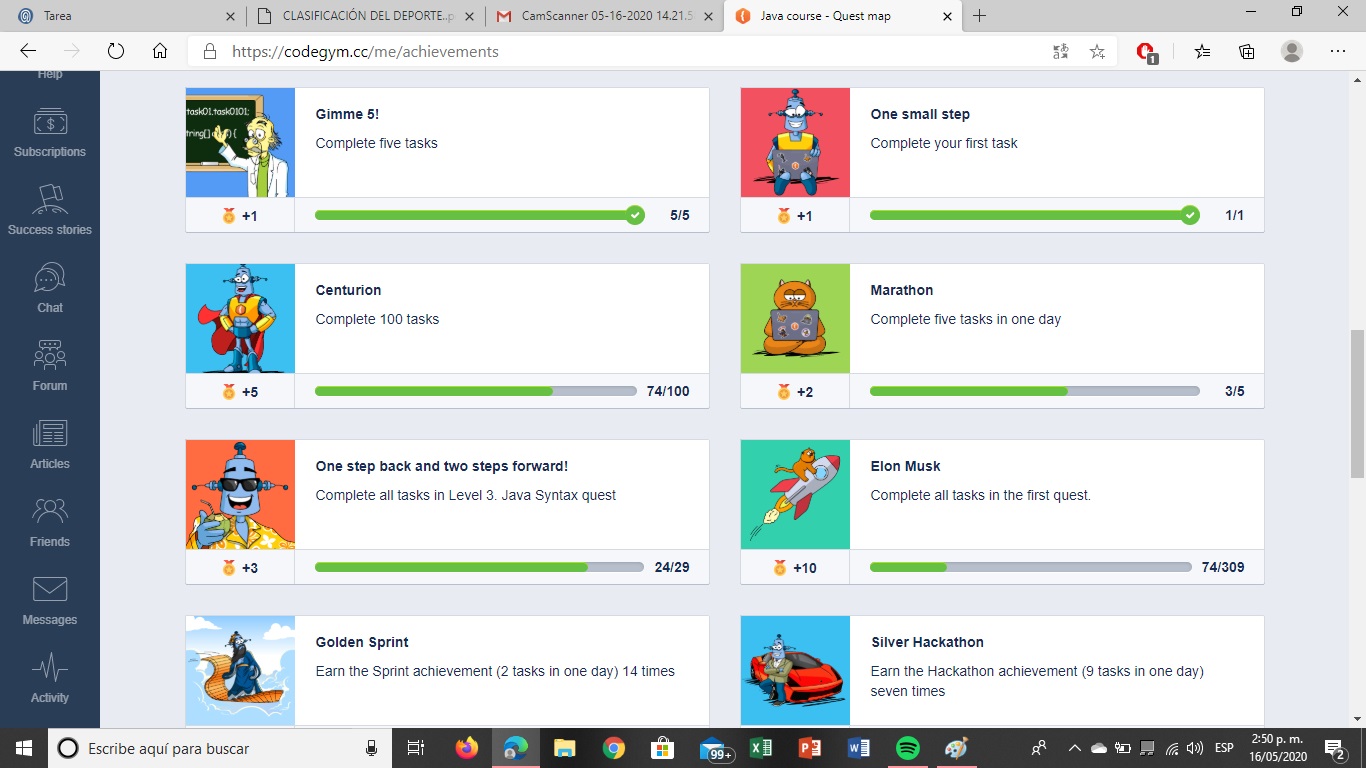 Tarea
CLASIFICACIÓN DEL DEPORTE..p
CamScanner 05-16-2020 14.21.5
Java course - Quest map
https://codegym.cc/me/achievements
1
Help
Subscriptions
Success stories
Chat
Forum
Articles
Friends
Messages
Activity
task01.task0101;
Gimme 5!
Complete five tasks
+1
5/5
One small step
Complete your first task
+1
1/1
Centurion
Complete 100 tasks
+5
74/100
Marathon
Complete five tasks in one day
+2
3/5
One step back and two steps forward!
Complete all tasks in Level 3. Java Syntax quest
+3
24/29
Elon Musk
Complete all tasks in the first quest.
+10
74/309
Golden Sprint
Earn the Sprint achievement (2 tasks in one day) 14 times
Silver Hackathon
Earn the Hackathon achievement (9 tasks in one day)
seven times
Escribe aquí para buscar
99+
ESP
2:50 p. m.
16/05/2020
2